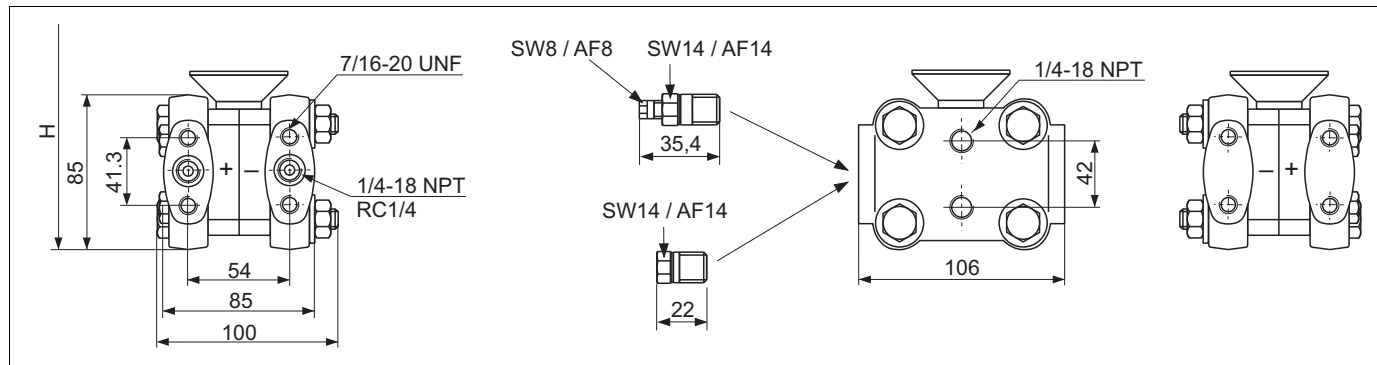 7/16-20 UNF
H
85
41.3
+
–
1/4-18 NPT
RC1/4
54
85
100
SW8 / AF8
SW14 / AF14
35,4
SW14 / AF14
22
1/4-18 NPT
42
106
–
+